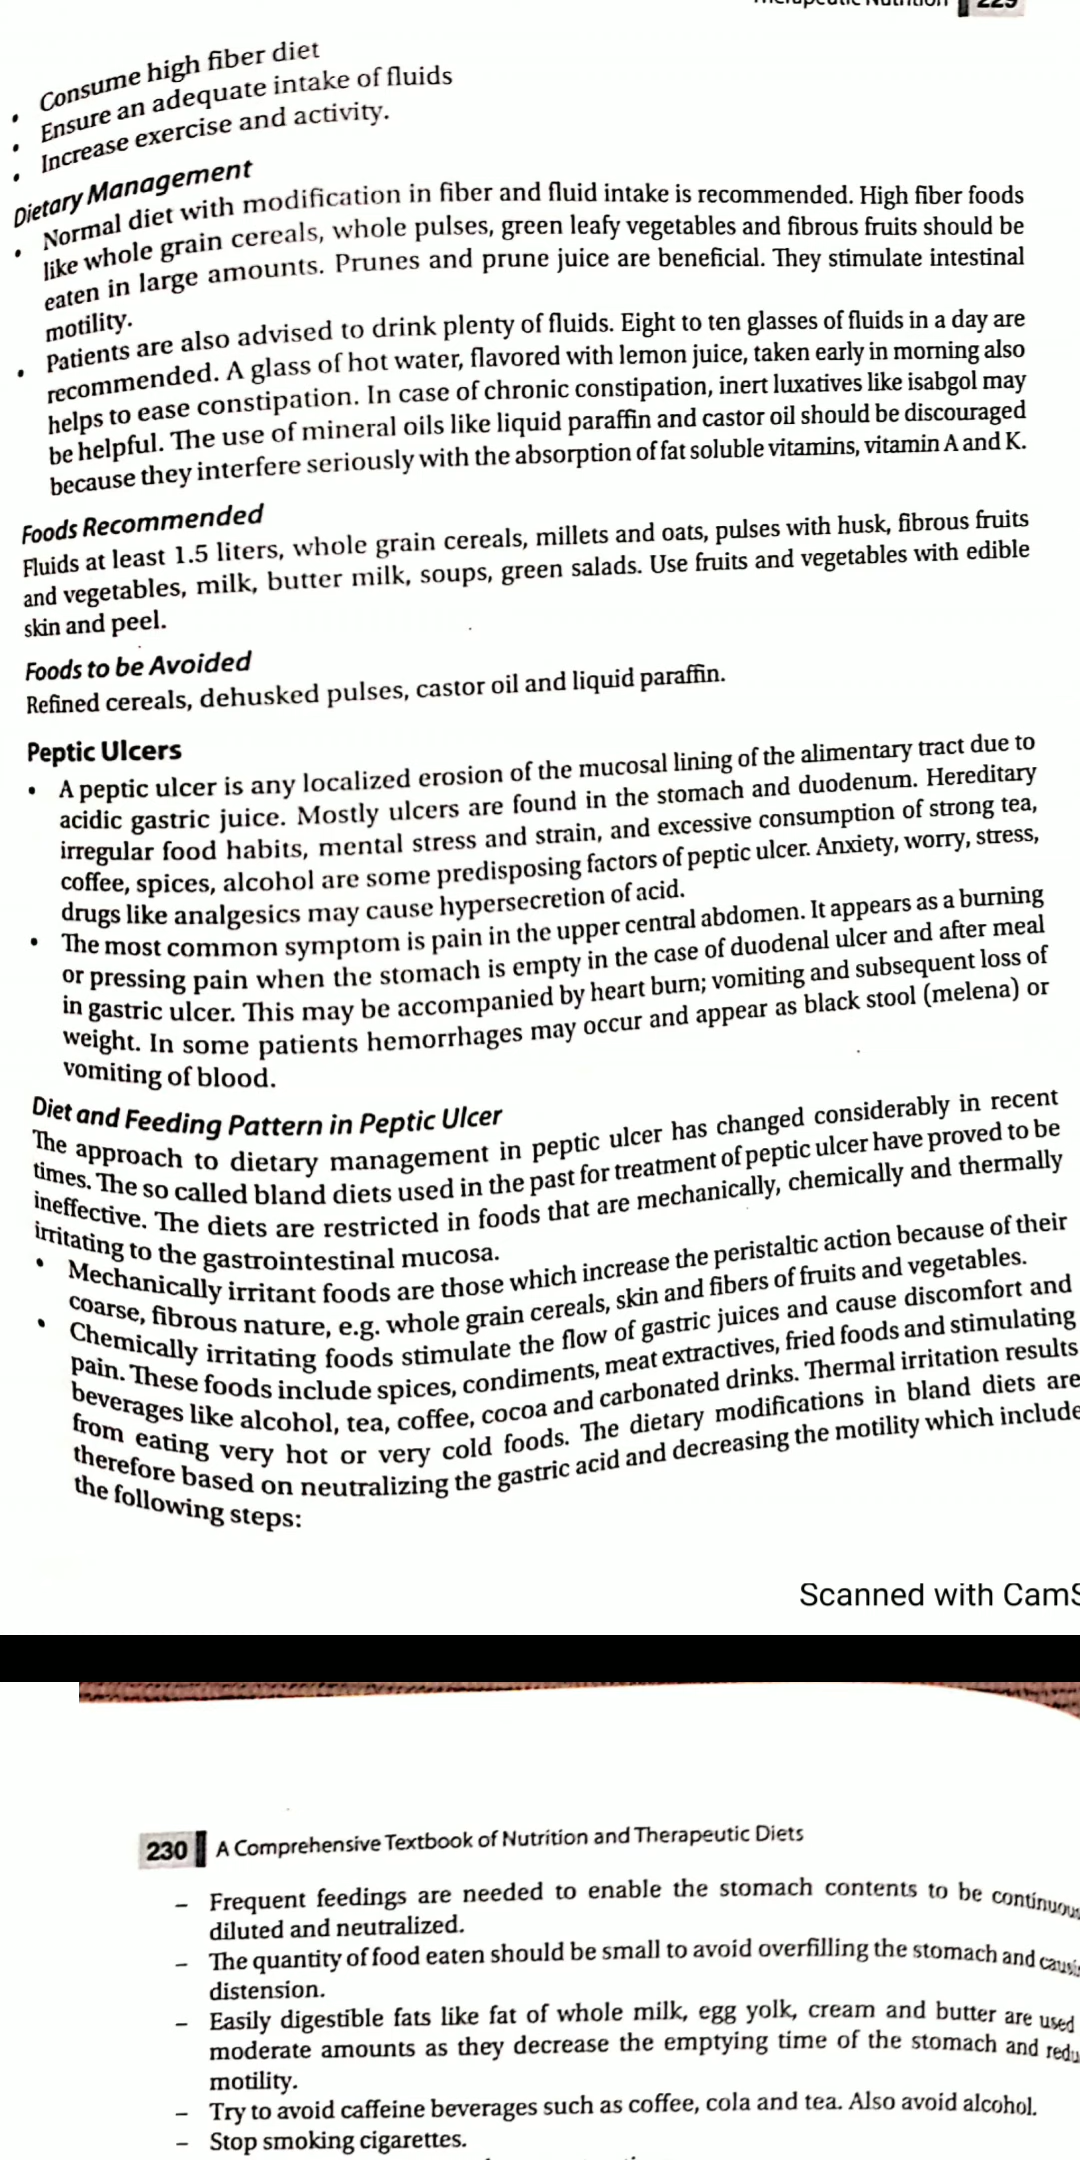 Therapeutic Nutrition 229
• Consume high fiber diet
• Ensure an adequate intake of fluids
• Increase exercise and activity.
Dietary Management
• Normal diet with modification in fiber and fluid intake is recommended. High fiber foods
like whole grain cereals, whole pulses, green leafy vegetables and fibrous fruits should be
eaten in large amounts. Prunes and prune juice are beneficial. They stimulate intestinal
motility.
• Patients are also advised to drink plenty of fluids. Eight to ten glasses of fluids in a day are
recommended. A glass of hot water, flavored with lemon juice, taken early in morning also
helps to ease constipation. In case of chronic constipation, inert luxatives like isabgol may
be helpful. The use of mineral oils like liquid paraffin and castor oil should be discouraged
because they interfere seriously with the absorption of fat soluble vitamins, vitamin A and K.
Foods Recommended
Fluids at least 1.5 liters, whole grain cereals, millets and oats, pulses with husk, fibrous fruits
and vegetables, milk, butter milk, soups, green salads. Use fruits and vegetables with edible
skin and peel.
Foods to be Avoided
Refined cereals, dehusked pulses, castor oil and liquid paraffin.
Peptic Ulcers
• A peptic ulcer is any localized erosion of the mucosal lining of the alimentary tract due to
acidic gastric juice. Mostly ulcers are found in the stomach and duodenum. Hereditary
irregular food habits, mental stress and strain, and excessive consumption of strong tea,
coffee, spices, alcohol are some predisposing factors of peptic ulcer. Anxiety, worry, stress,
drugs like analgesics may cause hypersecretion of acid.
• The most common symptom is pain in the upper central abdomen. It appears as a burning
or pressing pain when the stomach is empty in the case of duodenal ulcer and after meal
in gastric ulcer. This may be accompanied by heart burn; vomiting and subsequent loss of
weight. In some patients hemorrhages may occur and appear as black stool (melena) or
vomiting of blood.
Diet and Feeding Pattern in Peptic Ulcer
The approach to dietary management in peptic ulcer has changed considerably in recent
times. The so called bland diets used in the past for treatment of peptic ulcer have proved to be
ineffective. The diets are restricted in foods that are mechanically, chemically and thermally
irritating to the gastrointestinal mucosa.
• Mechanically irritant foods are those which increase the peristaltic action because of their
coarse, fibrous nature, e.g. whole grain cereals, skin and fibers of fruits and vegetables.
• Chemically irritating foods stimulate the flow of gastric juices and cause discomfort and
pain. These foods include spices, condiments, meat extractives, fried foods and stimulating
beverages like alcohol, tea, coffee, cocoa and carbonated drinks. Thermal irritation results
from eating very hot or very cold foods. The dietary modifications in bland diets are
therefore based on neutralizing the gastric acid and decreasing the motility which include
the following steps:
Scanned with CamS
230 A Comprehensive Textbook of Nutrition and Therapeutic Diets
– Frequent feedings are needed to enable the stomach contents to be continuous
diluted and neutralized.
– The quantity of food eaten should be small to avoid overfilling the stomach and causi
distension.
– Easily digestible fats like fat of whole milk, egg yolk, cream and butter are used
moderate amounts as they decrease the emptying time of the stomach and redu
motility.
– Try to avoid caffeine beverages such as coffee, cola and tea. Also avoid alcohol.
– Stop smoking cigarettes.